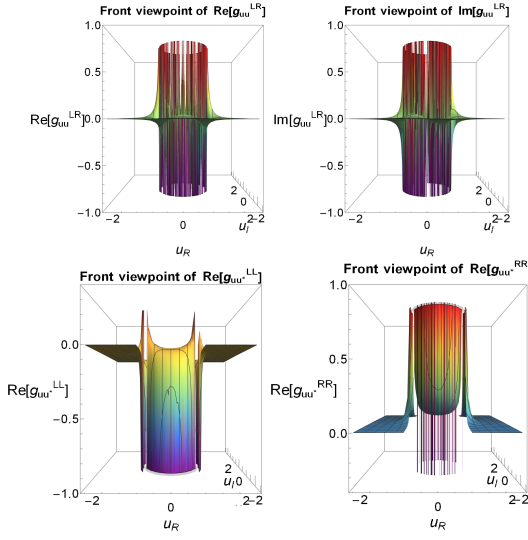 Front viewpoint of Re[g_uu^LR]
1.0
0.5
Re[g_uu^LR]
0.0
-0.5
-1.0
-2
0
2
u_R
2
0
u_I
-2
Front viewpoint of Im[g_uu^LR]
1.0
0.5
Im[g_uu^LR]
0.0
-0.5
-1.0
-2
0
2
u_R
2
0
u_I
-2
Front viewpoint of Re[g_uu*^LL]
0.0
Re[g_uu*^LL]
-0.5
-1.0
-2
0
2
u_R
2
0
u_I
-2
Front viewpoint of Re[g_uu*^RR]
1.0
0.5
Re[g_uu*^RR]
0.0
-2
0
2
u_R
2
0
u_I
-2